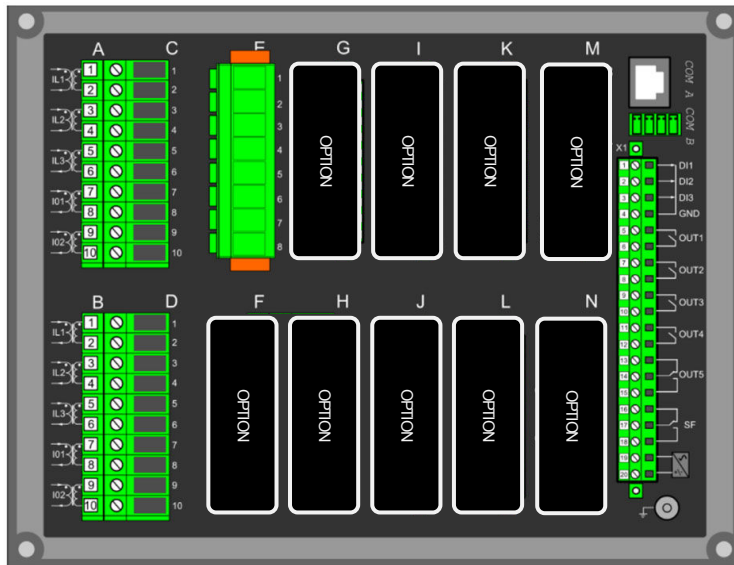 A C E G I K M
IL1
IL2
IL3
I01
I02
1
2
3
4
5
6
7
8
9
10
1
2
3
4
5
6
7
8
9
10
1
2
3
4
5
6
7
8
OPTION
OPTION
OPTION
OPTION
COM A
COM B
X1
1 DI1
2 DI2
3 DI3
4 GND
5
6
OUT1
7
8
OUT2
9
10
OUT3
11
12
OUT4
13
14
15
OUT5
16
17
18
SF
19
20
B D F H J L N
IL1
IL2
IL3
I01
I02
1
2
3
4
5
6
7
8
9
10
1
2
3
4
5
6
7
8
9
10
OPTION
OPTION
OPTION
OPTION
OPTION